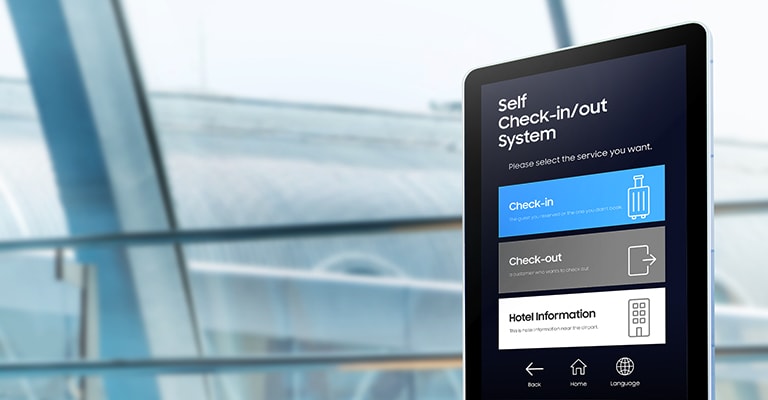 Self
Check-in/out
System
Please select the service you want.
Check-in
The guest you reserved or the one you didn't book.
Check-out
Is customer who wants to check out
Hotel Information
This is hotel information near the airport.
Back
Home
Language